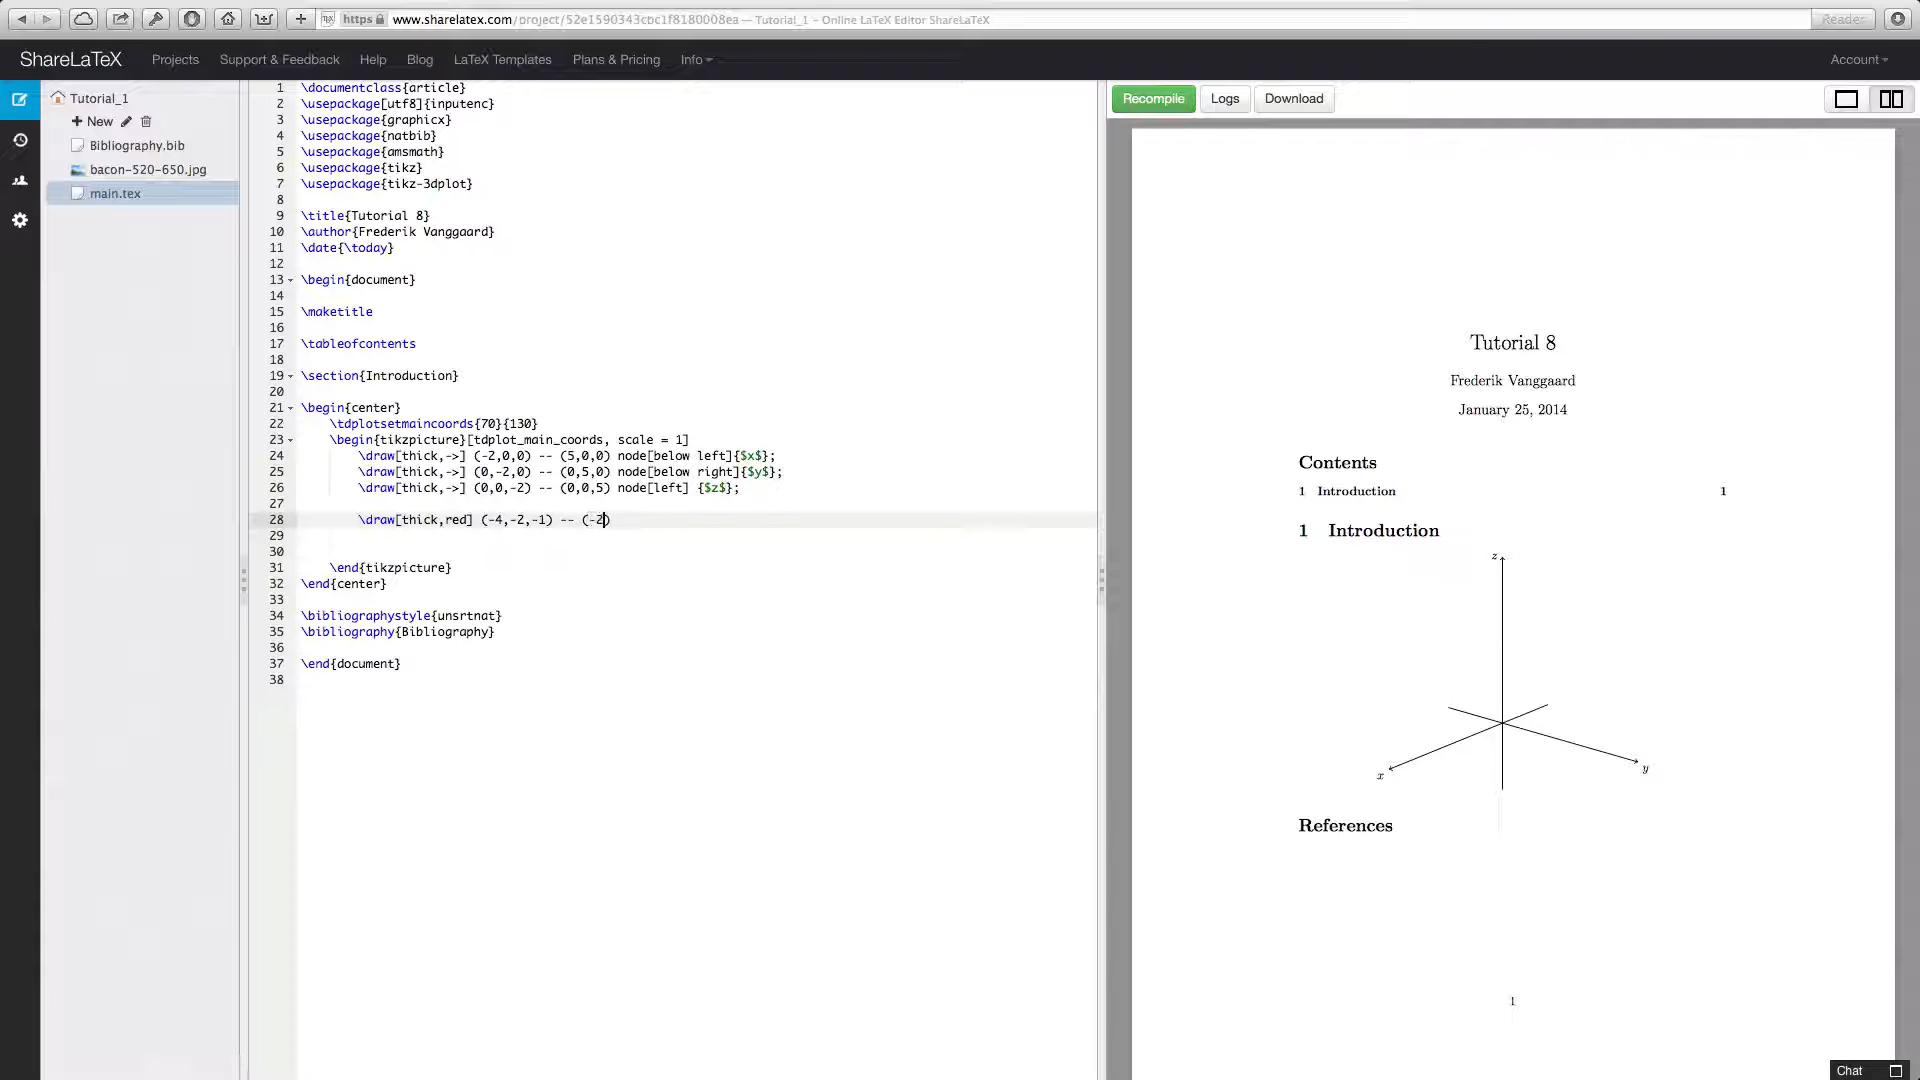 https www.sharelatex.com/project/52e1590343cbc1f8180008ea — Tutorial_1 - Online LaTeX Editor ShareLaTeX Reader
ShareLaTeX Projects Support & Feedback Help Blog LaTeX Templates Plans & Pricing Info Account
Tutorial_1
New
Bibliography.bib
bacon-520-650.jpg
main.tex
1 \documentclass{article}
2 \usepackage[utf8]{inputenc}
3 \usepackage{graphicx}
4 \usepackage{natbib}
5 \usepackage{amsmath}
6 \usepackage{tikz}
7 \usepackage{tikz-3dplot}
8
9 \title{Tutorial 8}
10 \author{Frederik Vanggaard}
11 \date{\today}
12
13 \begin{document}
14
15 \maketitle
16
17 \tableofcontents
18
19 \section{Introduction}
20
21 \begin{center}
22 \tdplotsetmaincoords{70}{130}
23 \begin{tikzpicture}[tdplot_main_coords, scale = 1]
24 \draw[thick,->] (-2,0,0) -- (5,0,0) node[below left]{$x$};
25 \draw[thick,->] (0,-2,0) -- (0,5,0) node[below right]{$y$};
26 \draw[thick,->] (0,0,-2) -- (0,0,5) node[left] {$z$};
27
28 \draw[thick,red] (-4,-2,-1) -- (-2)
29
30
31 \end{tikzpicture}
32 \end{center}
33
34 \bibliographystyle{unsrtnat}
35 \bibliography{Bibliography}
36
37 \end{document}
38
Recompile Logs Download
Tutorial 8
Frederik Vanggaard
January 25, 2014
Contents
1 Introduction 1
1 Introduction
z
x
y
References
1
Chat